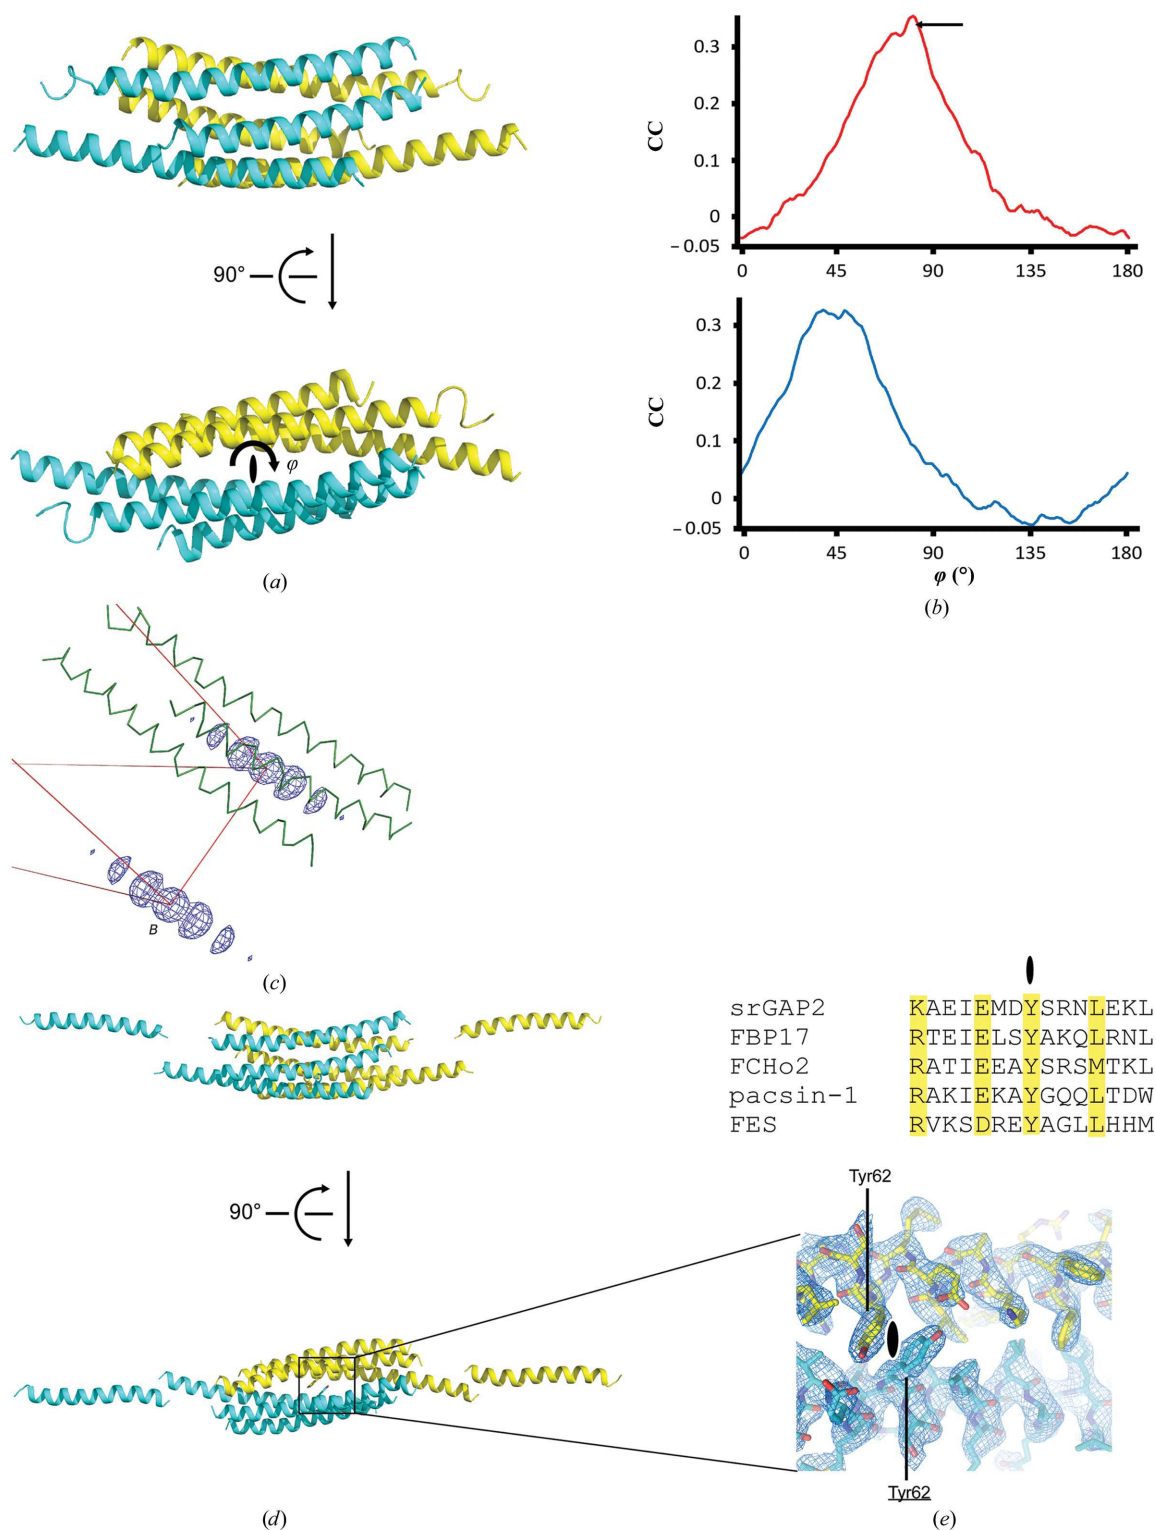 0.3
0.2
CC
0.1
0
– 0.05
0 45 90 135 180
90°
φ
0.3
0.2
CC
0.1
0
– 0.05
0 45 90 135 180
φ (°)
(a)
(b)
B
(c)
srGAP2 KAEIEMDYSRNLEKL
FBP17 RTEIELSYAKQLRNL
FCHo2 RATIEEAYSRSMTKL
pacsin-1 RAKIEKAYGQQLTDW
FES RVKSDREYAGLLHHM
90°
Tyr62
Tyr62
(d)
(e)